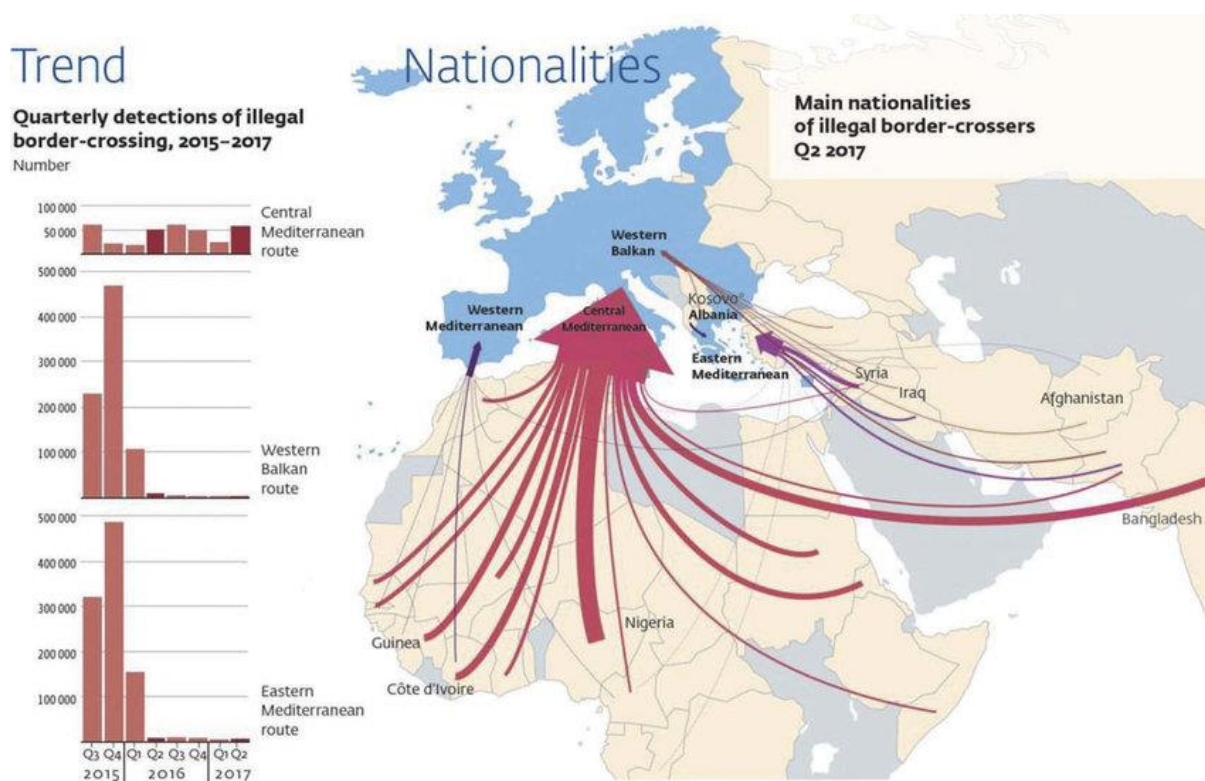 Trend
Quarterly detections of illegal
border-crossing, 2015–2017
Number
100 000
50 000
Central
Mediterranean
route
500 000
400 000
300 000
200 000
100 000
Western
Balkan
route
500 000
400 000
300 000
200 000
100 000
Eastern
Mediterranean
route
Q3 Q4 Q1 Q2 Q3 Q4 Q1 Q2
2015 2016 2017
Nationalities
Main nationalities
of illegal border-crossers
Q2 2017
Western
Balkan
Kosovo*
Albania
Western
Mediterranean
Central
Mediterranean
Eastern
Mediterranean
Syria
Iraq
Afghanistan
Bangladesh
Nigeria
Guinea
Côte d'Ivoire